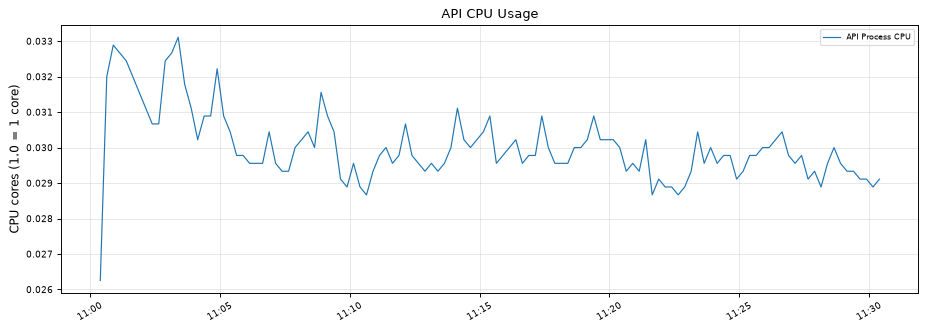 API CPU Usage
API Process CPU
CPU cores (1.0 = 1 core)
0.033
0.032
0.031
0.030
0.029
0.028
0.027
0.026
11:00 11:05 11:10 11:15 11:20 11:25 11:30